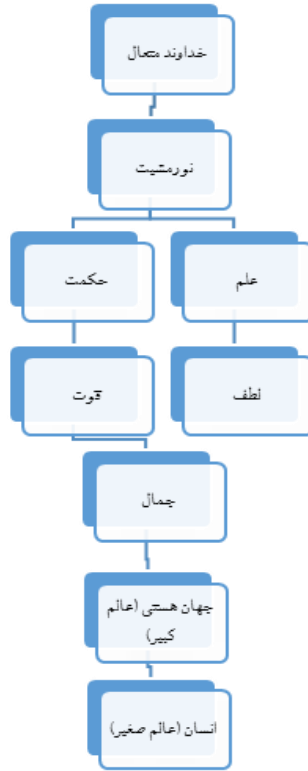 خداوند متعال
نورمشیت
علم
حکمت
لطف
قوت
جمال
جهان هستی (عالم
کبیر)
انسان (عالم صغیر)